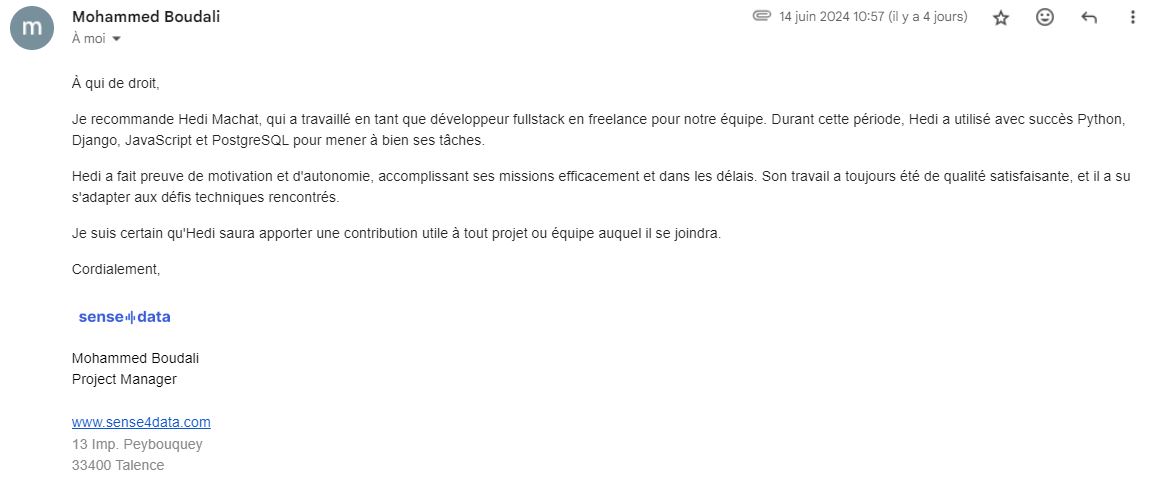 m
Mohammed Boudali
14 juin 2024 10:57 (il y a 4 jours)
À moi
À qui de droit,
Je recommande Hedi Machat, qui a travaillé en tant que développeur fullstack en freelance pour notre équipe. Durant cette période, Hedi a utilisé avec succès Python,
Django, JavaScript et PostgreSQL pour mener à bien ses tâches.
Hedi a fait preuve de motivation et d'autonomie, accomplissant ses missions efficacement et dans les délais. Son travail a toujours été de qualité satisfaisante, et il a su
s'adapter aux défis techniques rencontrés.
Je suis certain qu'Hedi saura apporter une contribution utile à tout projet ou équipe auquel il se joindra.
Cordialement,
sense4data
Mohammed Boudali
Project Manager
www.sense4data.com
13 Imp. Peybouquey
33400 Talence